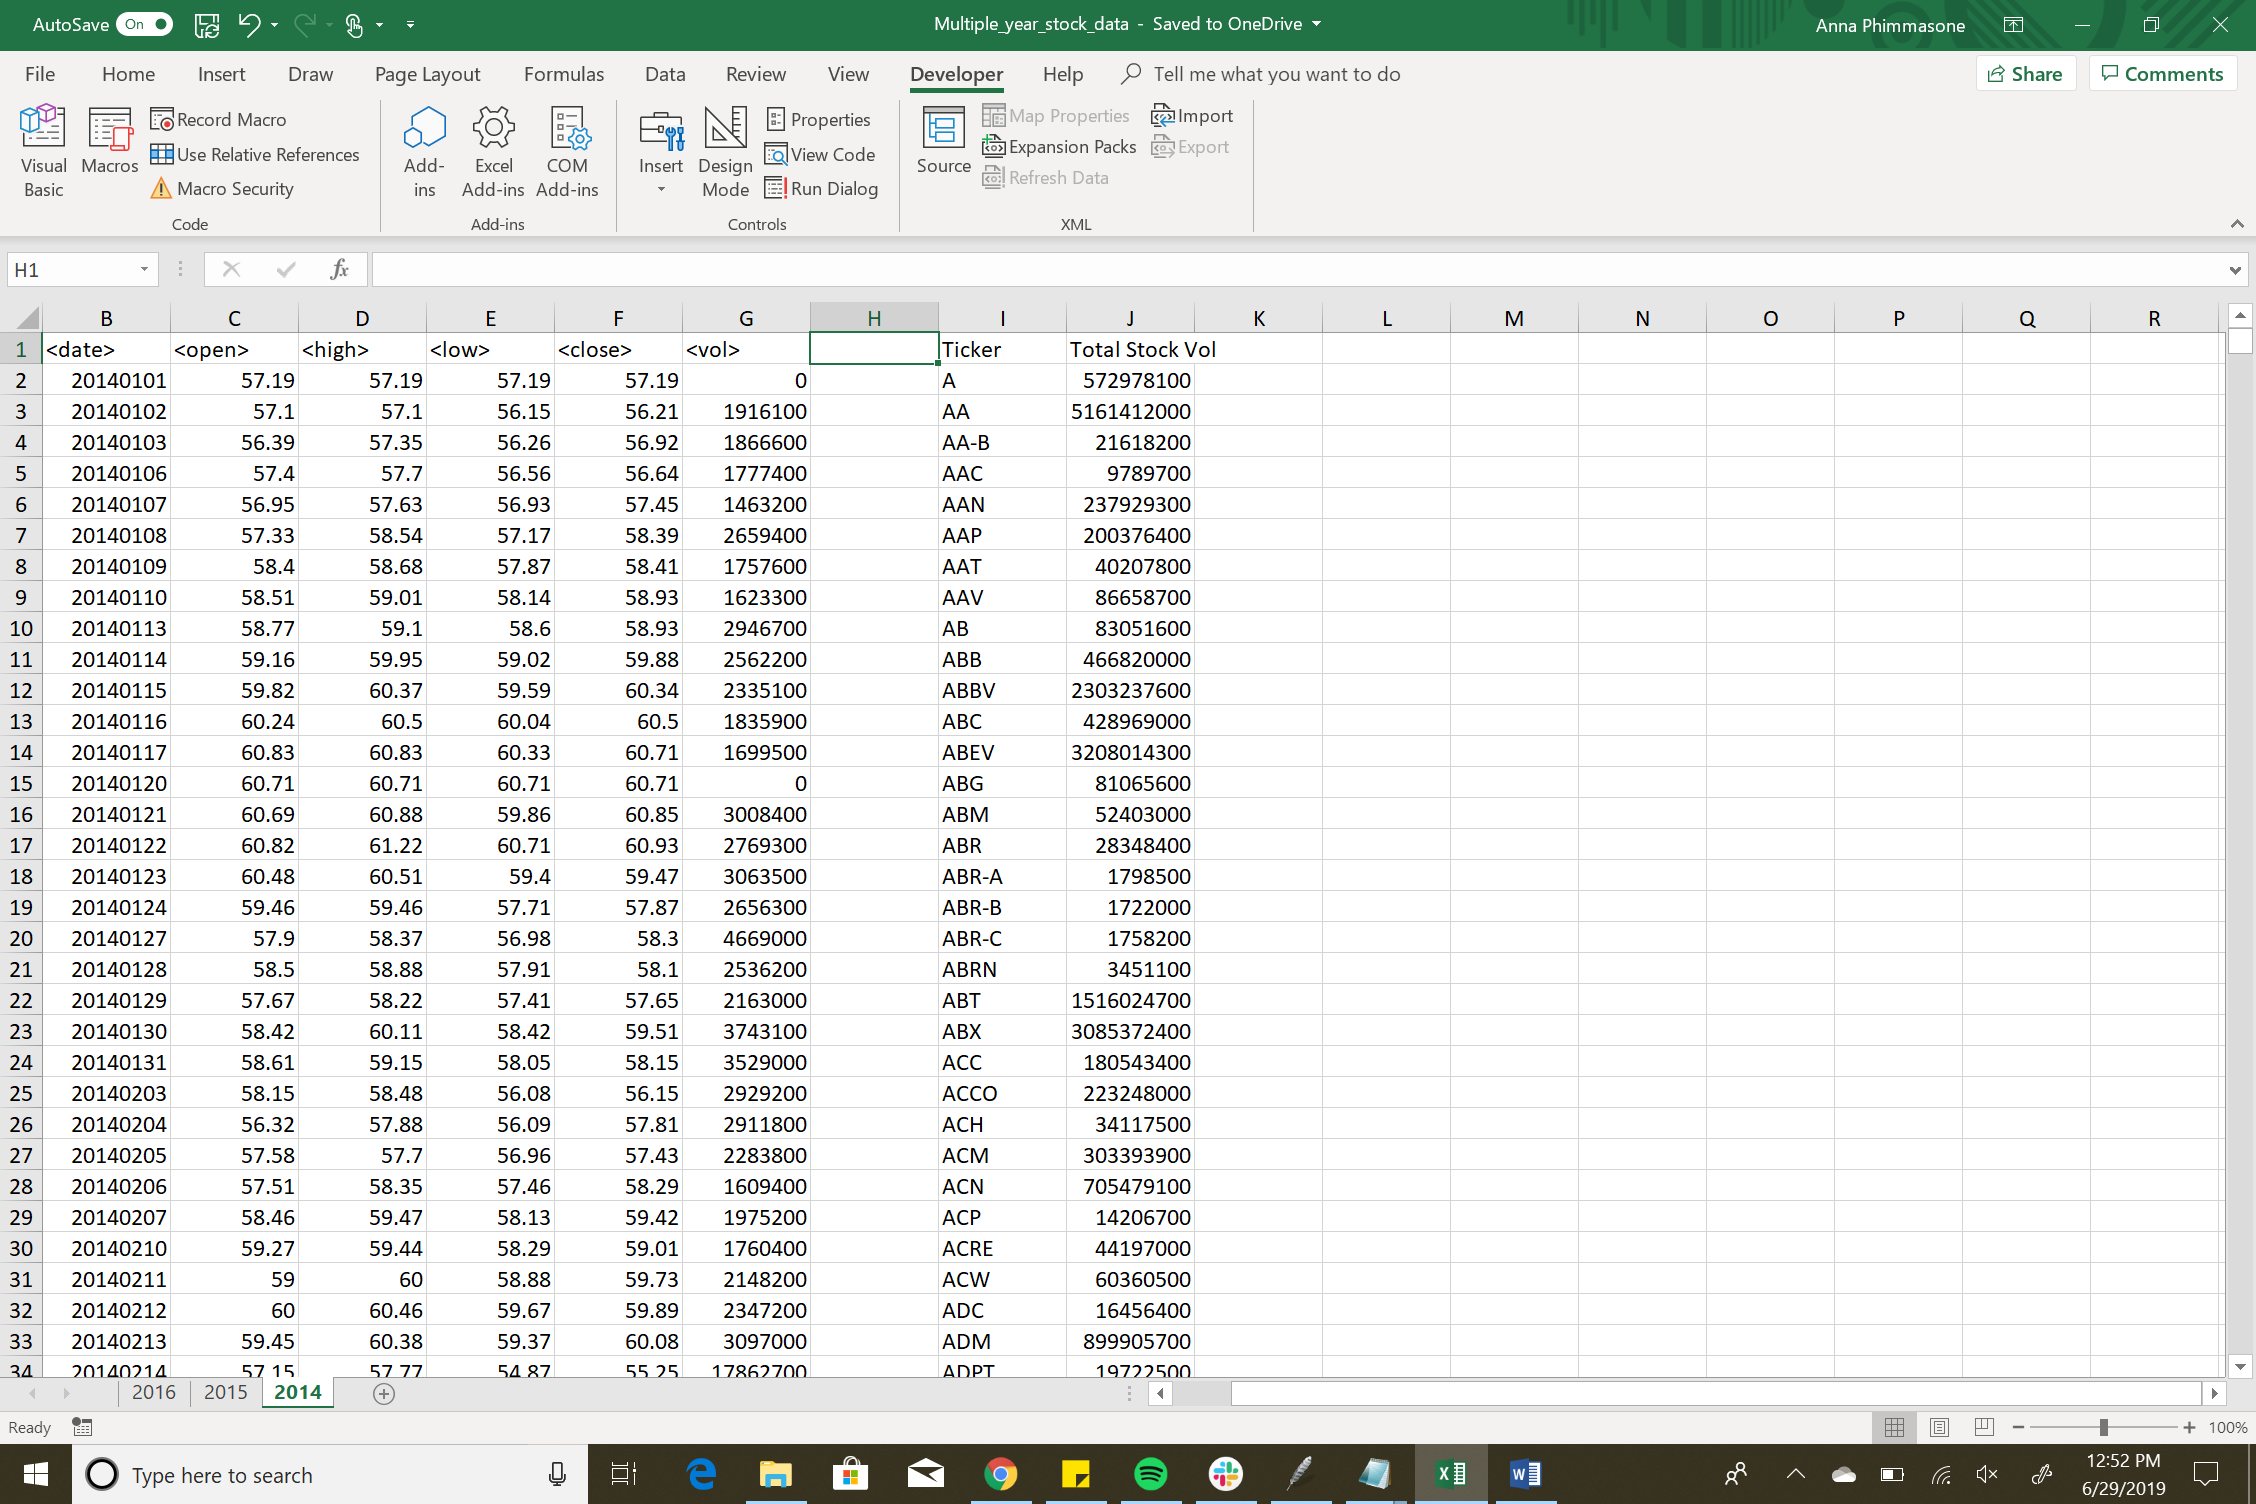 AutoSave On Multiple_year_stock_data - Saved to OneDrive Anna Phimmasone
File Home Insert Draw Page Layout Formulas Data Review View Developer Help Tell me what you want to do Share Comments
Visual Basic Macros Record Macro Use Relative References Macro Security
Code
Add-ins Excel Add-ins COM Add-ins
Add-ins
Insert Design Mode Properties View Code Run Dialog
Controls
Source Map Properties Expansion Packs Refresh Data Import Export
XML
H1 fx
B C D E F G H I J K L M N O P Q R
1 <date> <open> <high> <low> <close> <vol> Ticker Total Stock Vol
2 20140101 57.19 57.19 57.19 57.19 0 A 572978100
3 20140102 57.1 57.1 56.15 56.21 1916100 AA 5161412000
4 20140103 56.39 57.35 56.26 56.92 1866600 AA-B 21618200
5 20140106 57.4 57.7 56.56 56.64 1777400 AAC 9789700
6 20140107 56.95 57.63 56.93 57.45 1463200 AAN 237929300
7 20140108 57.33 58.54 57.17 58.39 2659400 AAP 200376400
8 20140109 58.4 58.68 57.87 58.41 1757600 AAT 40207800
9 20140110 58.51 59.01 58.14 58.93 1623300 AAV 86658700
10 20140113 58.77 59.1 58.6 58.93 2946700 AB 83051600
11 20140114 59.16 59.95 59.02 59.88 2562200 ABB 466820000
12 20140115 59.82 60.37 59.59 60.34 2335100 ABBV 2303237600
13 20140116 60.24 60.5 60.04 60.5 1835900 ABC 428969000
14 20140117 60.83 60.83 60.33 60.71 1699500 ABEV 3208014300
15 20140120 60.71 60.71 60.71 60.71 0 ABG 81065600
16 20140121 60.69 60.88 59.86 60.85 3008400 ABM 52403000
17 20140122 60.82 61.22 60.71 60.93 2769300 ABR 28348400
18 20140123 60.48 60.51 59.4 59.47 3063500 ABR-A 1798500
19 20140124 59.46 59.46 57.71 57.87 2656300 ABR-B 1722000
20 20140127 57.9 58.37 56.98 58.3 4669000 ABR-C 1758200
21 20140128 58.5 58.88 57.91 58.1 2536200 ABRN 3451100
22 20140129 57.67 58.22 57.41 57.65 2163000 ABT 1516024700
23 20140130 58.42 60.11 58.42 59.51 3743100 ABX 3085372400
24 20140131 58.61 59.15 58.05 58.15 3529000 ACC 180543400
25 20140203 58.15 58.48 56.08 56.15 2929200 ACCO 223248000
26 20140204 56.32 57.88 56.09 57.81 2911800 ACH 34117500
27 20140205 57.58 57.7 56.96 57.43 2283800 ACM 303393900
28 20140206 57.51 58.35 57.46 58.29 1609400 ACN 705479100
29 20140207 58.46 59.47 58.13 59.42 1975200 ACP 14206700
30 20140210 59.27 59.44 58.29 59.01 1760400 ACRE 44197000
31 20140211 59 60 58.88 59.73 2148200 ACW 60360500
32 20140212 60 60.46 59.67 59.89 2347200 ADC 16456400
33 20140213 59.45 60.38 59.37 60.08 3097000 ADM 899905700
34 20140214 57.15 57.77 54.87 55.25 17862700 ADPT 19722500
2016 2015 2014
Ready 100%
Type here to search 12:52 PM
6/29/2019